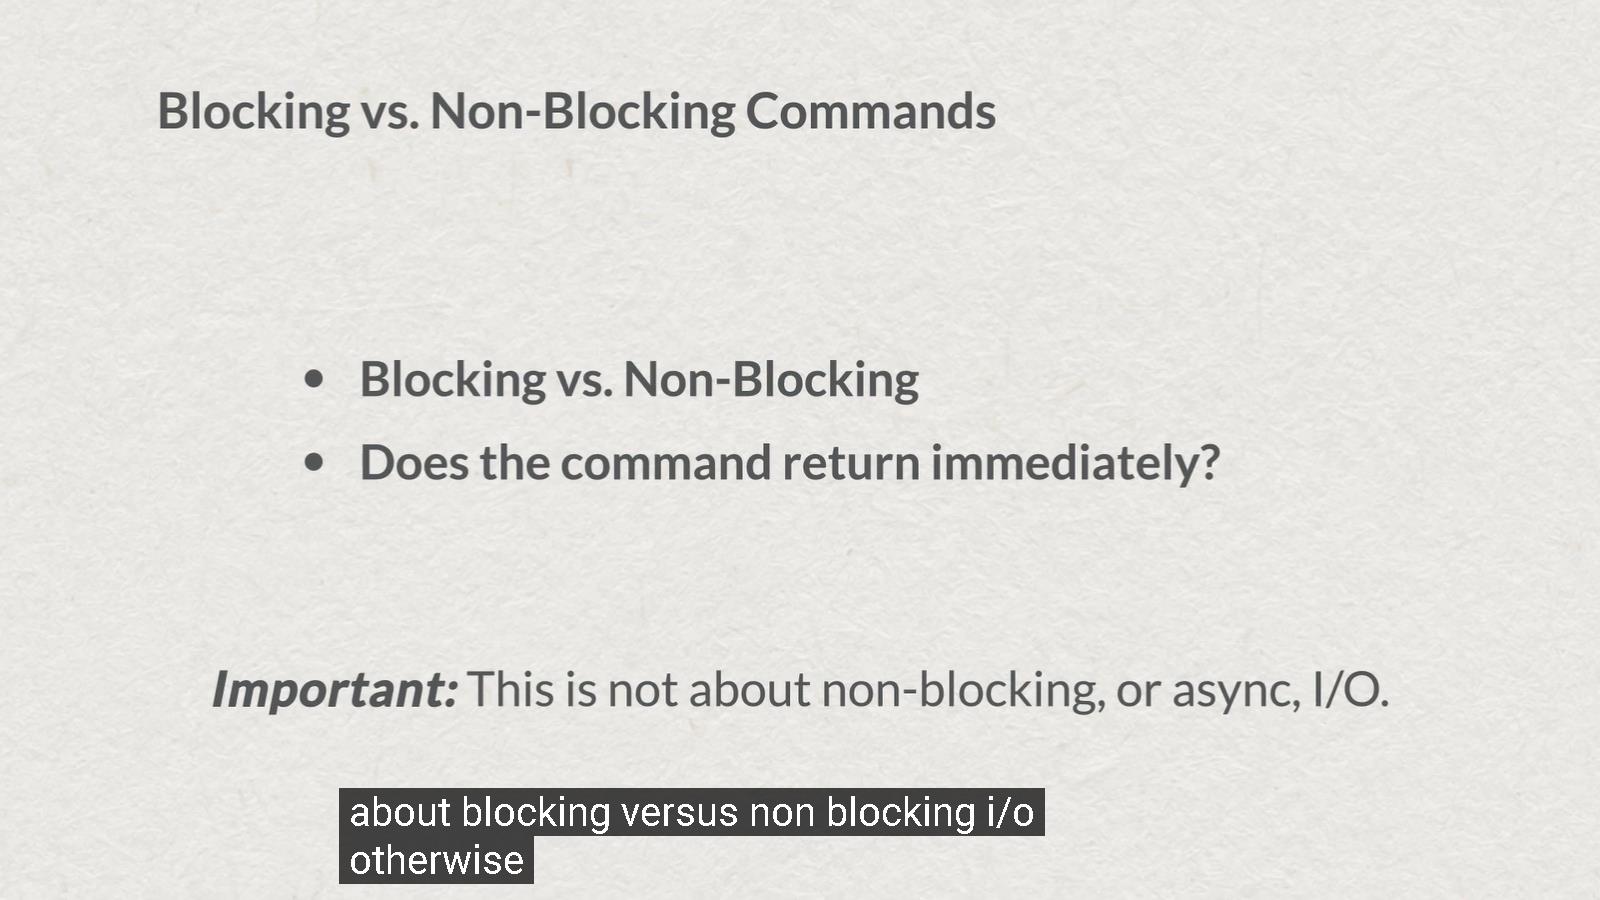 Blocking vs. Non-Blocking Commands
• Blocking vs. Non-Blocking
• Does the command return immediately?
Important: This is not about non-blocking, or async, I/O.
about blocking versus non blocking i/o
otherwise